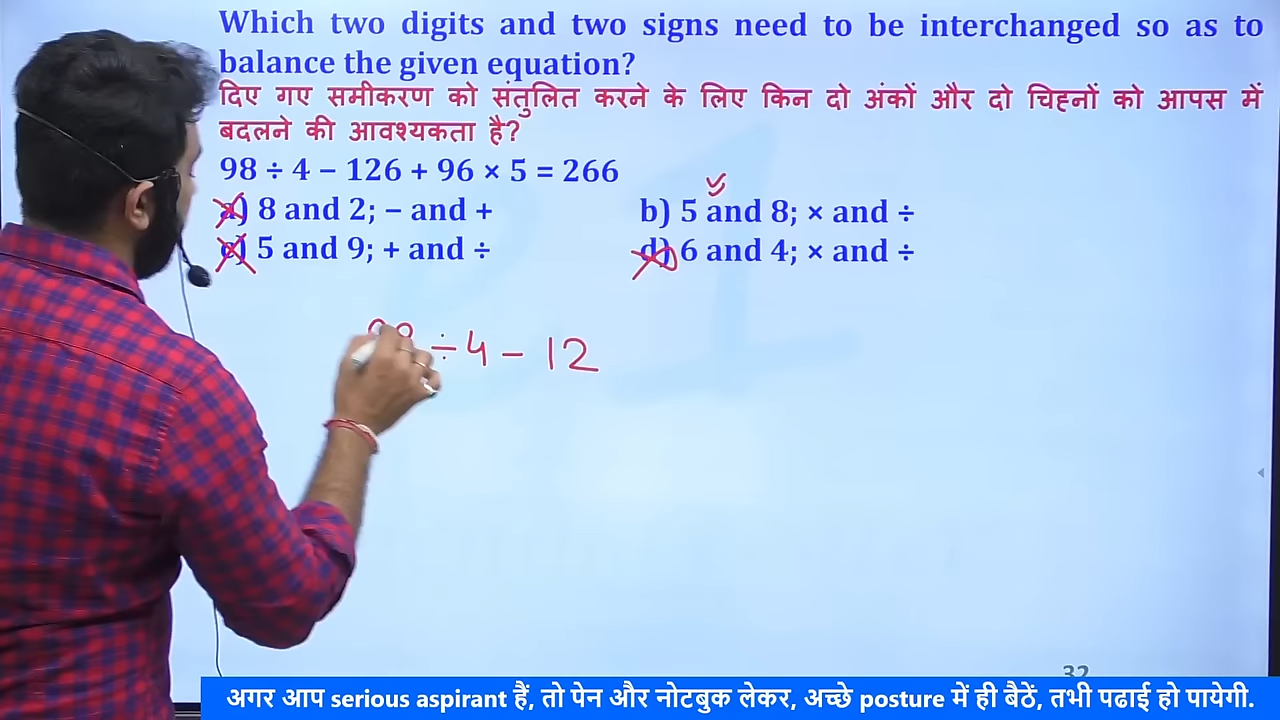 Which two digits and two signs need to be interchanged so as to
balance the given equation?
दिए गए समीकरण को संतुलित करने के लिए किन दो अंकों और दो चिह्नों को आपस में
बदलने की आवश्यकता है?
98 ÷ 4 − 126 + 96 × 5 = 266
a) 8 and 2; − and +
b) 5 and 8; × and ÷
c) 5 and 9; + and ÷
d) 6 and 4; × and ÷
÷ 4 − 12
32
अगर आप serious aspirant हैं, तो पेन और नोटबुक लेकर, अच्छे posture में ही बैठें, तभी पढाई हो पायेगी.